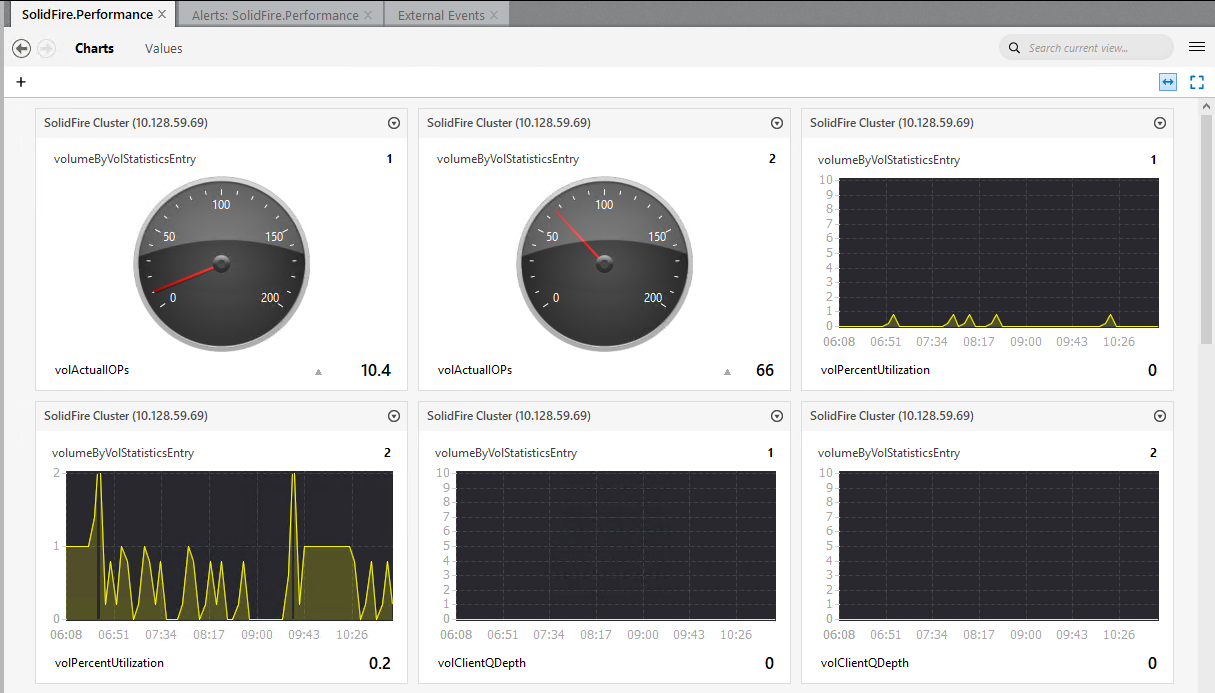 SolidFire.Performance × Alerts: SolidFire.Performance × External Events ×
Charts Values Search current view...
+
SolidFire Cluster (10.128.59.69)
volumeByVolStatisticsEntry 1
0 50 100 150 200
volActualIOPs 10.4
SolidFire Cluster (10.128.59.69)
volumeByVolStatisticsEntry 2
0 50 100 150 200
volActualIOPs 66
SolidFire Cluster (10.128.59.69)
volumeByVolStatisticsEntry 1
10
9
8
7
6
5
4
3
2
1
0
06:08 06:51 07:34 08:17 09:00 09:43 10:26
volPercentUtilization 0
SolidFire Cluster (10.128.59.69)
volumeByVolStatisticsEntry 2
2
1
0
06:08 06:51 07:34 08:17 09:00 09:43 10:26
volPercentUtilization 0.2
SolidFire Cluster (10.128.59.69)
volumeByVolStatisticsEntry 1
10
9
8
7
6
5
4
3
2
1
0
06:08 06:51 07:34 08:17 09:00 09:43 10:26
volClientQDepth 0
SolidFire Cluster (10.128.59.69)
volumeByVolStatisticsEntry 2
10
9
8
7
6
5
4
3
2
1
0
06:08 06:51 07:34 08:17 09:00 09:43 10:26
volClientQDepth 0